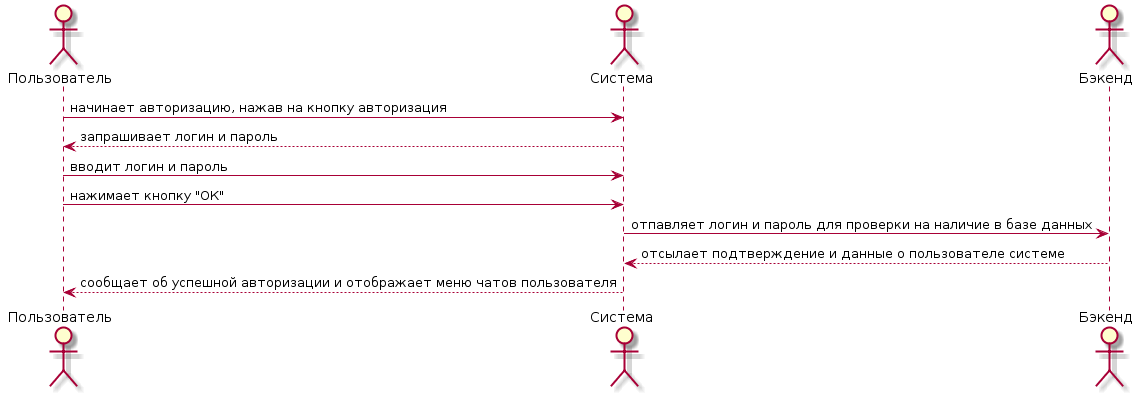 Пользователь
Система
Бэкенд
начинает авторизацию, нажав на кнопку авторизация
запрашивает логин и пароль
вводит логин и пароль
нажимает кнопку "ОК"
отпавляет логин и пароль для проверки на наличие в базе данных
отсылает подтверждение и данные о пользователе системе
сообщает об успешной авторизации и отображает меню чатов пользователя
Пользователь
Система
Бэкенд